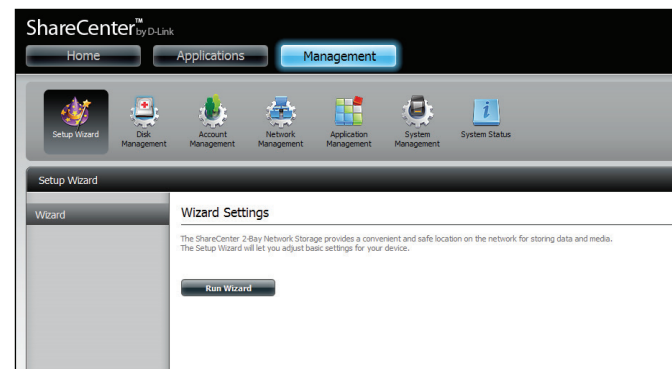 ShareCenter™ by D-Link
Home Applications Management
Setup Wizard Disk Management Account Management Network Management Application Management System Management System Status
Setup Wizard
Wizard
Wizard Settings
The ShareCenter 2-Bay Network Storage provides a convenient and safe location on the network for storing data and media.
The Setup Wizard will let you adjust basic settings for your device.
Run Wizard